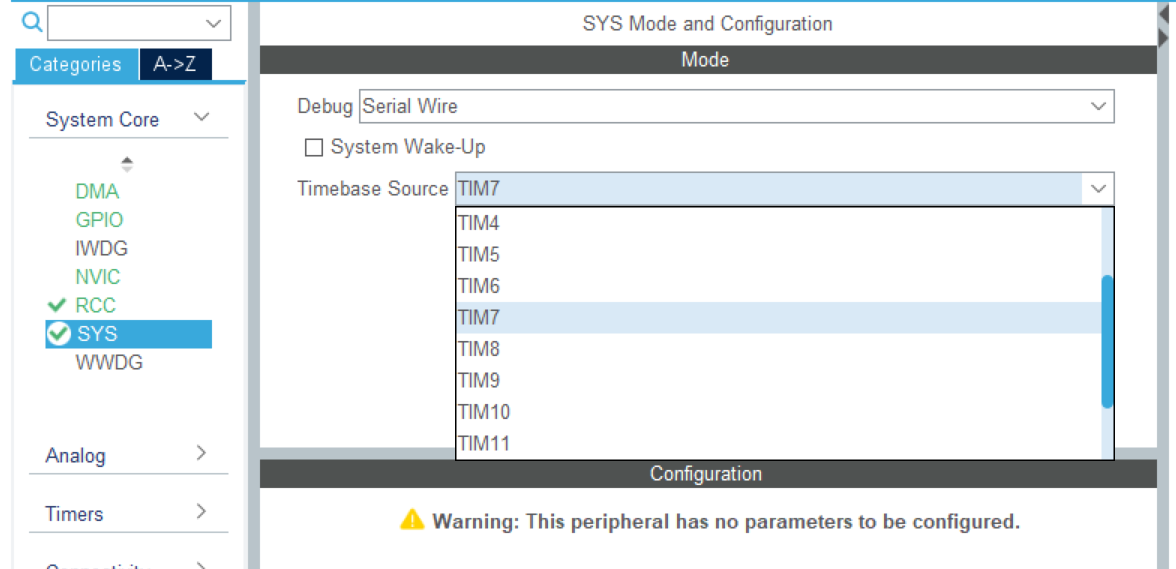 SYS Mode and Configuration
Categories A->Z
Mode
System Core
Debug Serial Wire
System Wake-Up
Timebase Source TIM7
DMA
GPIO
IWDG
NVIC
RCC
SYS
WWDG
TIM4
TIM5
TIM6
TIM7
TIM8
TIM9
TIM10
TIM11
Analog
Timers
Configuration
Warning: This peripheral has no parameters to be configured.